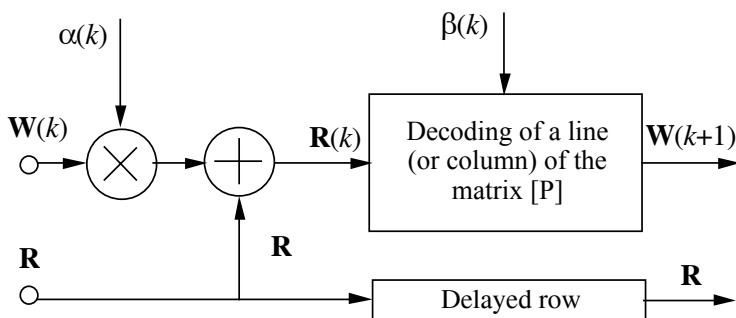 α(k)
β(k)
W(k)
R(k)
Decoding of a line
(or column) of the
matrix [P]
W(k+1)
R
R
R
Delayed row